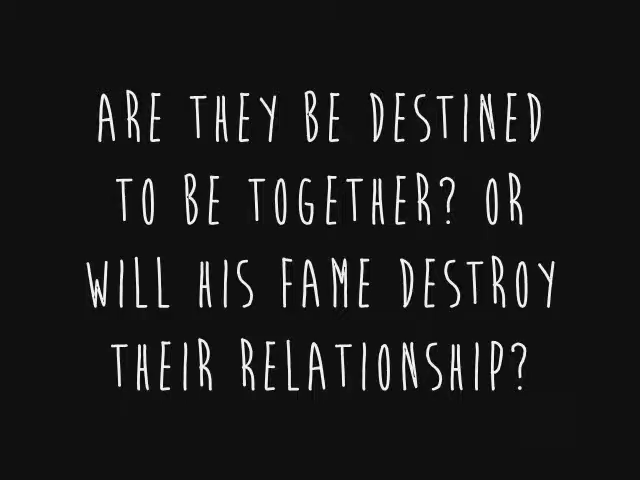 ARE THEY BE DESTINED
TO BE TOGETHER? OR
WILL HIS FAME DESTROY
THEIR RELATIONSHIP?